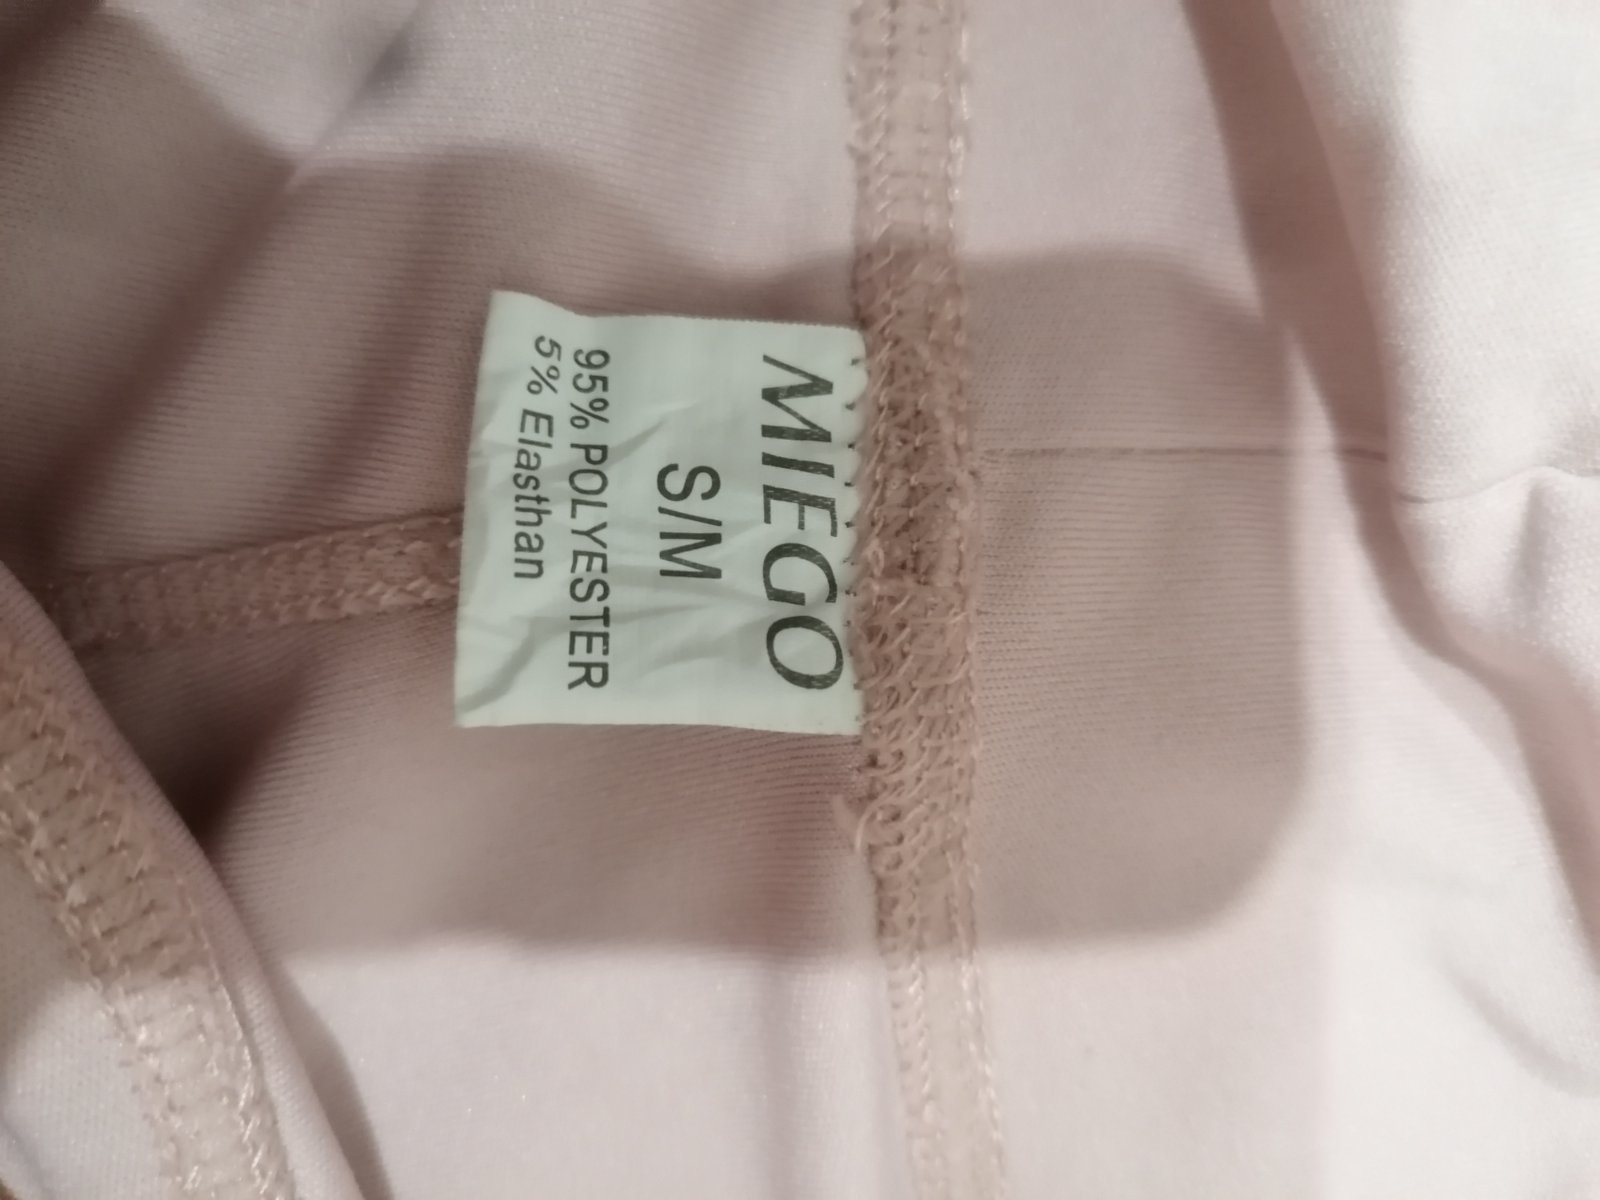 MIEGO
S/M
95% POLYESTER
5% Elasthan